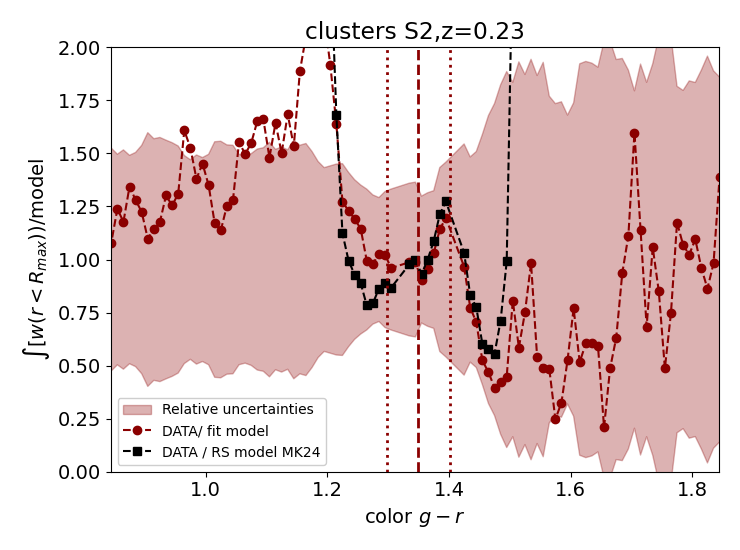 clusters S2,z=0.23
∫[w(r < R_{max}))/model
2.00
1.75
1.50
1.25
1.00
0.75
0.50
0.25
0.00
Relative uncertainties
DATA/ fit model
DATA / RS model MK24
1.0 1.2 1.4 1.6 1.8
color g − r